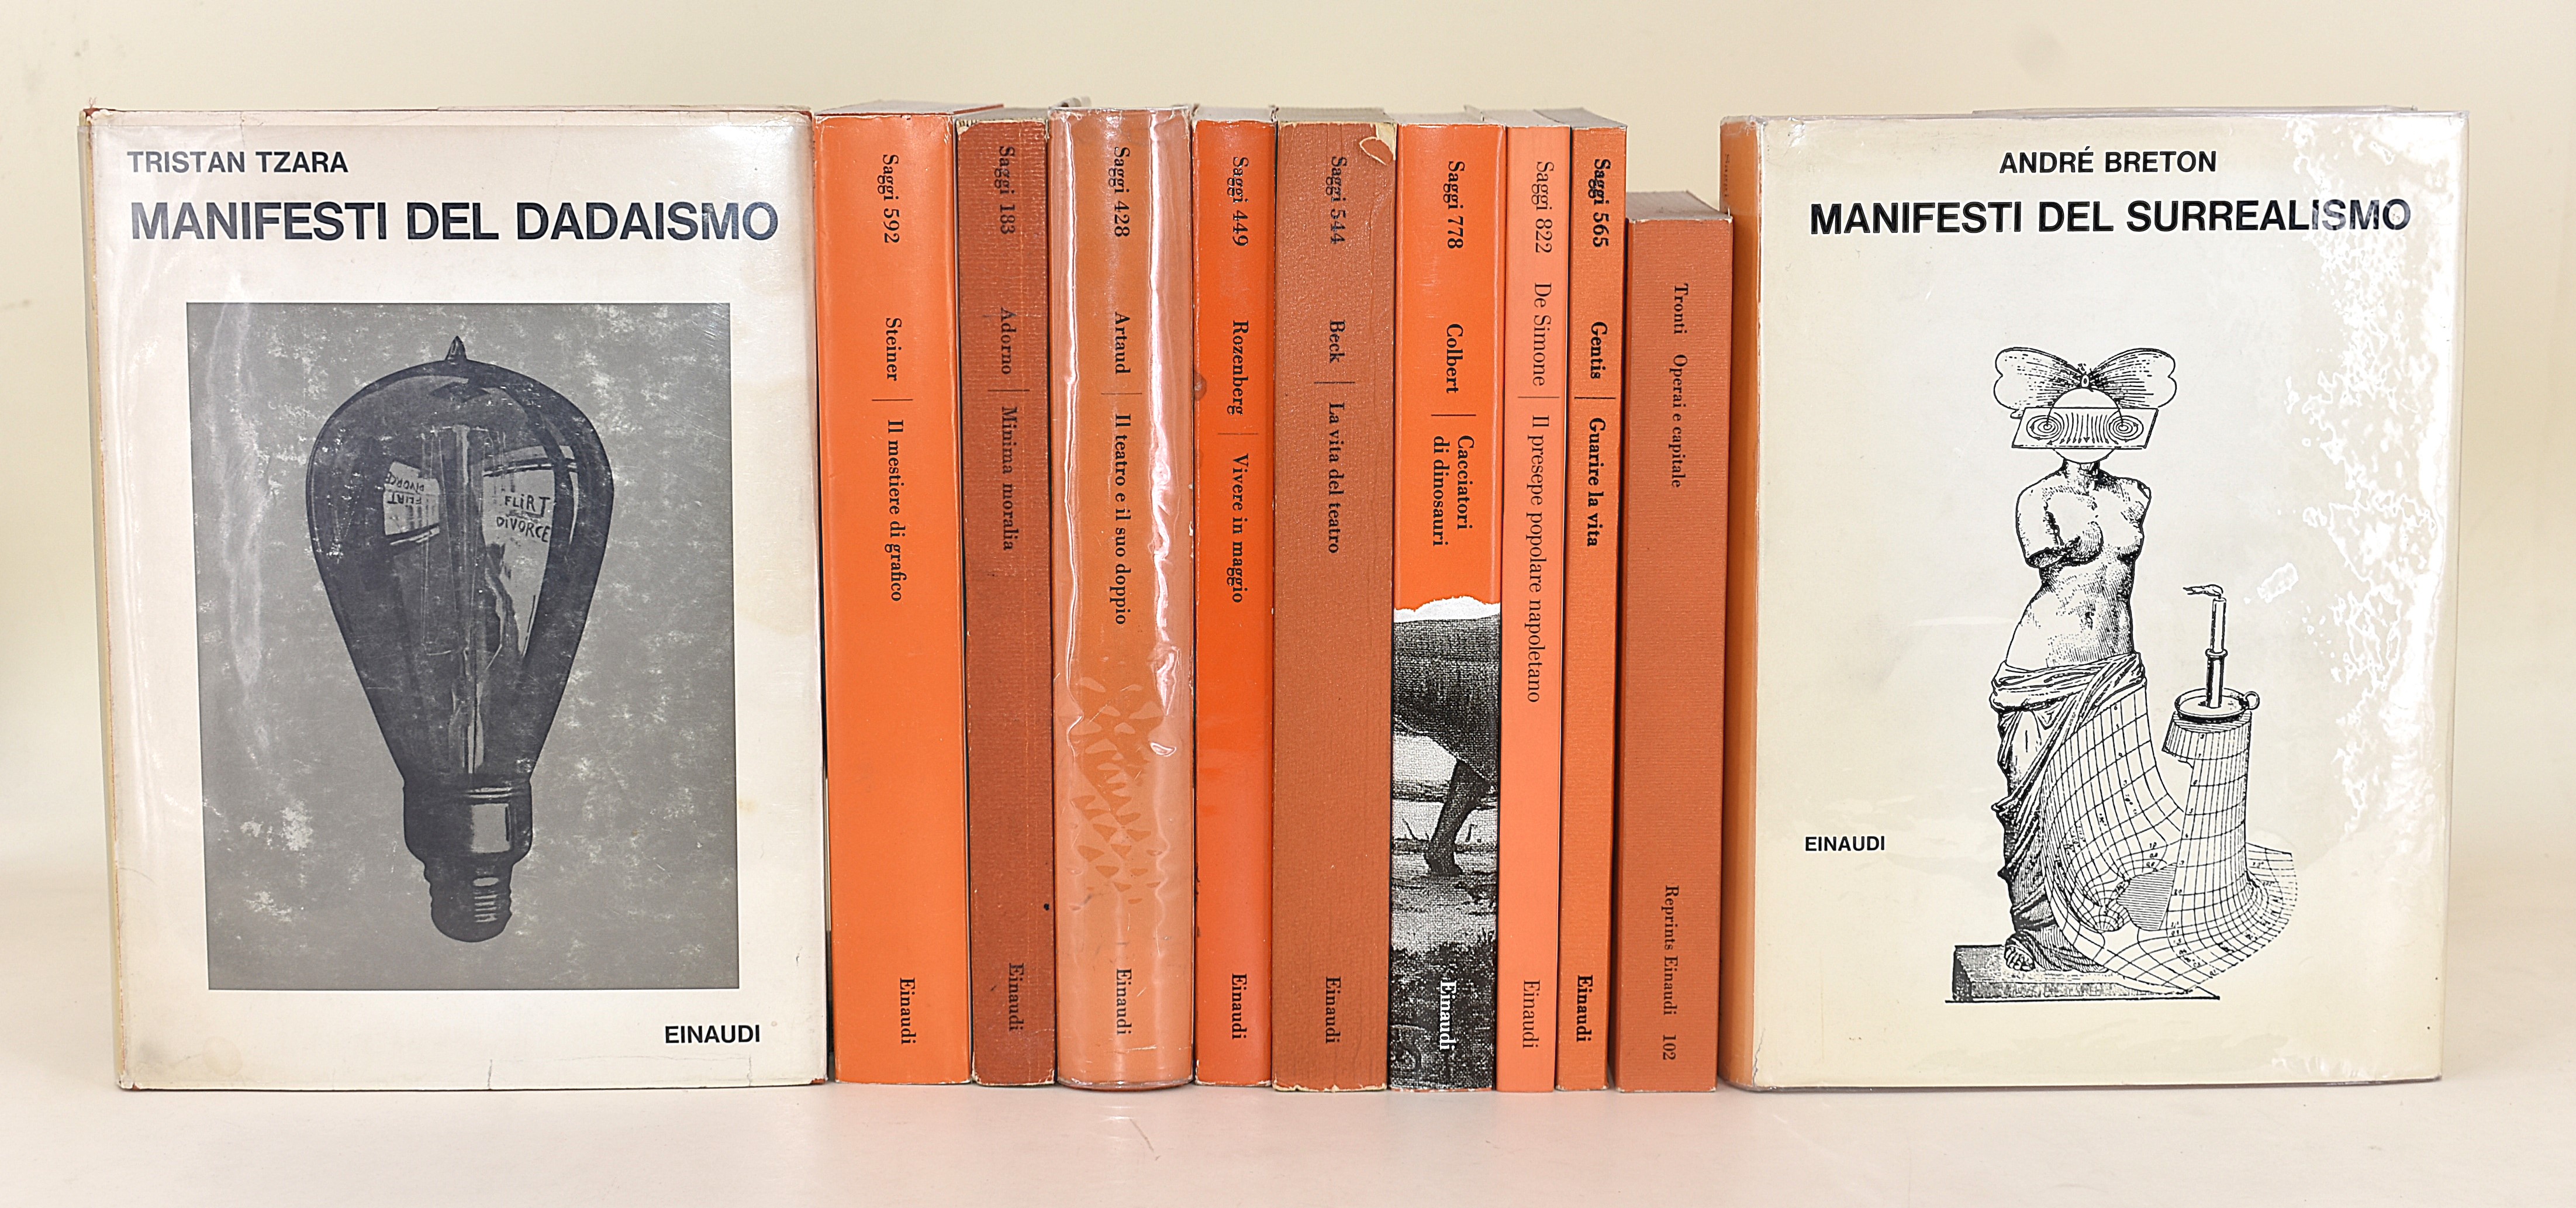 TRISTAN TZARA
MANIFESTI DEL DADAISMO
FLIRT
DIVORCE
FLIRT
DIVORCE
EINAUDI
Saggi 592 Steiner Il mestiere di grafico Einaudi
Saggi 183 Adorno Minima moralia Einaudi
Saggi 428 Artaud Il teatro e il suo doppio Einaudi
Saggi 449 Rozenberg Vivere in maggio Einaudi
Saggi 544 Beck La vita del teatro Einaudi
Saggi 778 Colbert Cacciatori
di dinosauri
Einaudi
Saggi 822 De Simone Il presepe popolare napoletano Einaudi
Saggi 565 Gentis Guarire la vita Einaudi
Tronti Operai e capitale Reprints Einaudi 102
ANDRÉ BRETON
MANIFESTI DEL SURREALISMO
EINAUDI